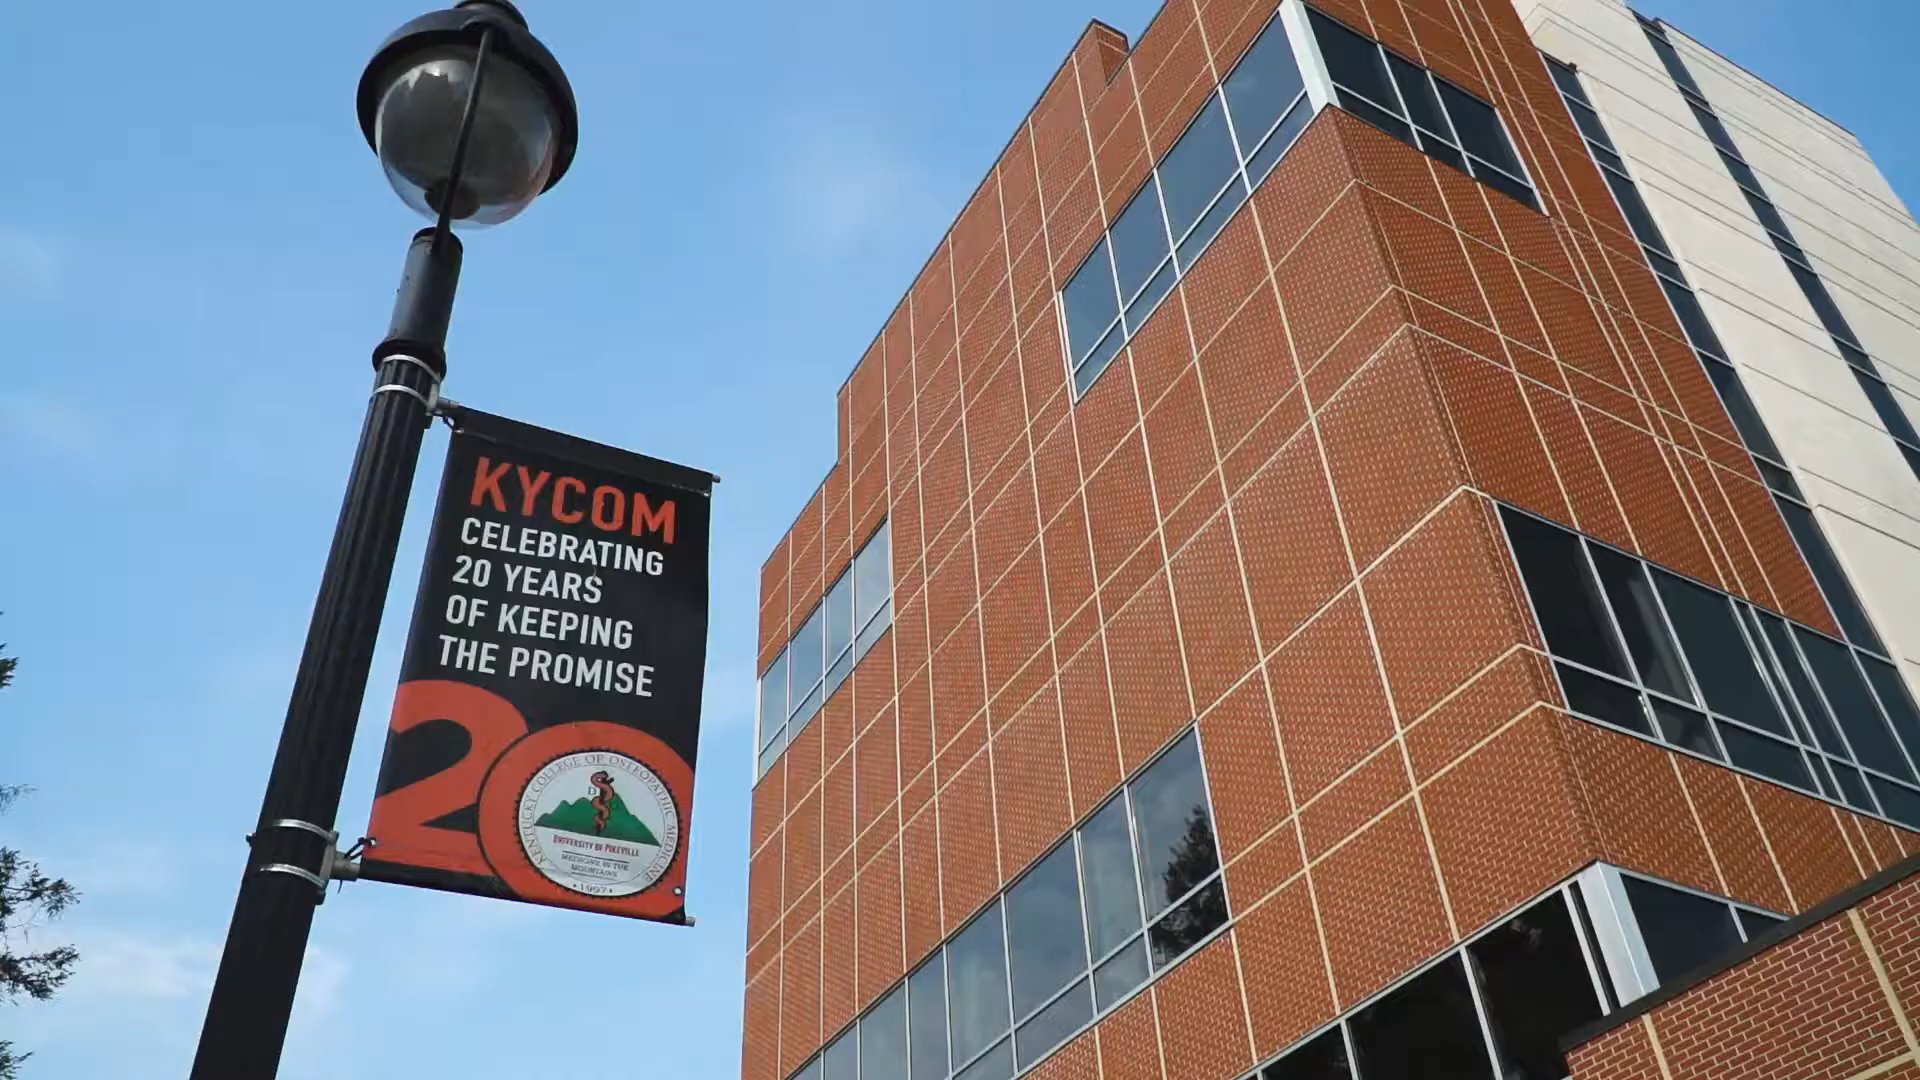 KYCOM
CELEBRATING
20 YEARS
OF KEEPING
THE PROMISE
20
KENTUCKY COLLEGE OF OSTEOPATHIC MEDICINE
D
UNIVERSITY OF PIKEVILLE
MEDICINE IN THE
MOUNTAINS
• 1997 •